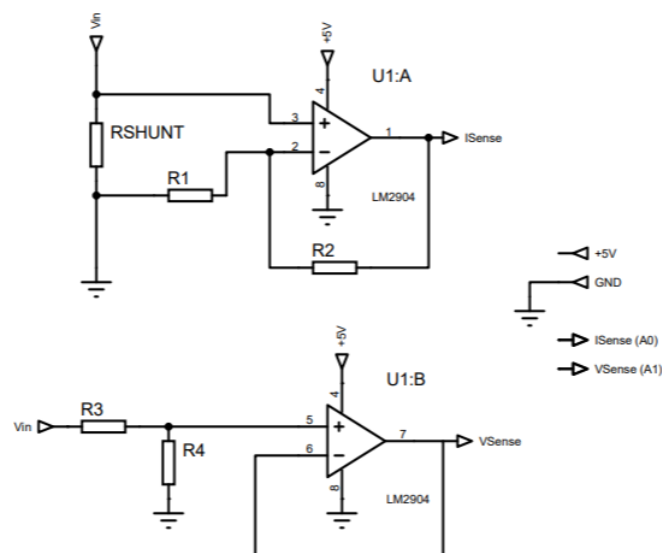 Vin
+5V
U1:A
4
3
RSHUNT
1
ISense
2
R1
8
LM2904
R2
+5V
GND
ISense (A0)
VSense (A1)
+5V
U1:B
4
R3
Vin
5
7
VSense
R4
6
8
LM2904